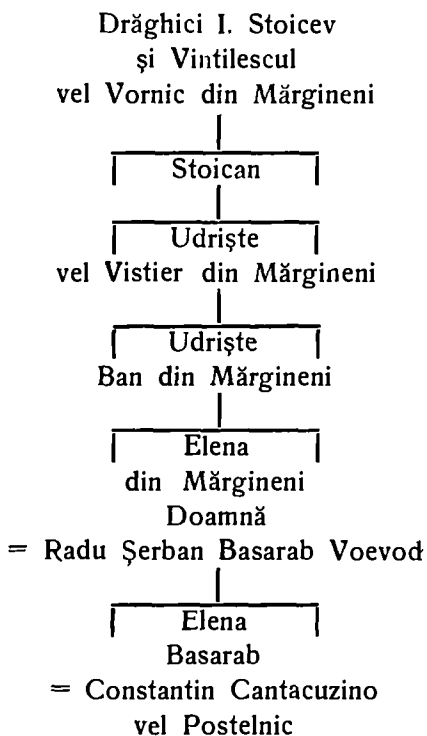 Drăghici I. Stoicev
și Vintilescul
vel Vornic din Mărgineni
Stoican
Udriște
vel Vistier din Mărgineni
Udriște
Ban din Mărgineni
Elena
din Mărgineni
Doamnă
= Radu Șerban Basarab Voevod
Elena
Basarab
= Constantin Cantacuzino
vel Postelnic